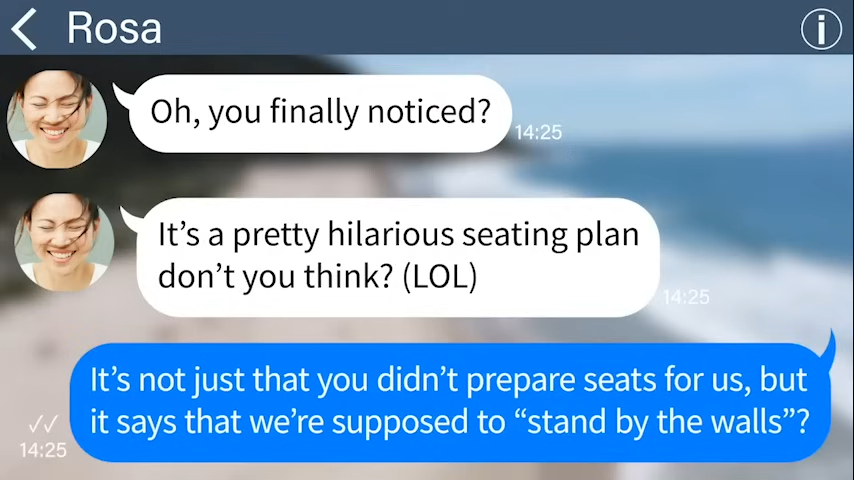 Rosa
Oh, you finally noticed?
14:25
It’s a pretty hilarious seating plan
don’t you think? (LOL)
14:25
It’s not just that you didn’t prepare seats for us, but
it says that we’re supposed to “stand by the walls”?
14:25